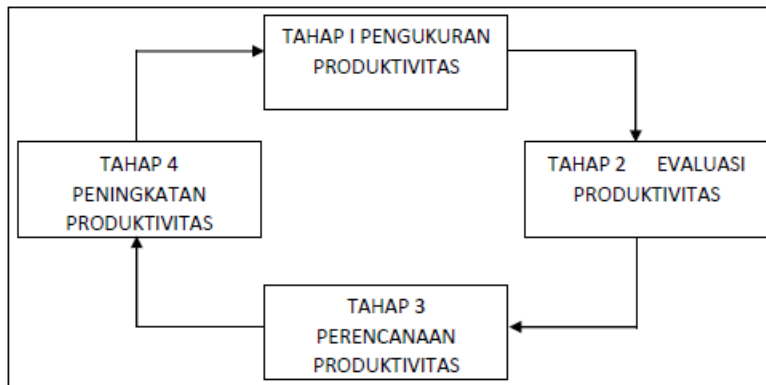 TAHAP I PENGUKURAN
PRODUKTIVITAS
TAHAP 2 EVALUASI
PRODUKTIVITAS
TAHAP 3
PERENCANAAN
PRODUKTIVITAS
TAHAP 4
PENINGKATAN
PRODUKTIVITAS